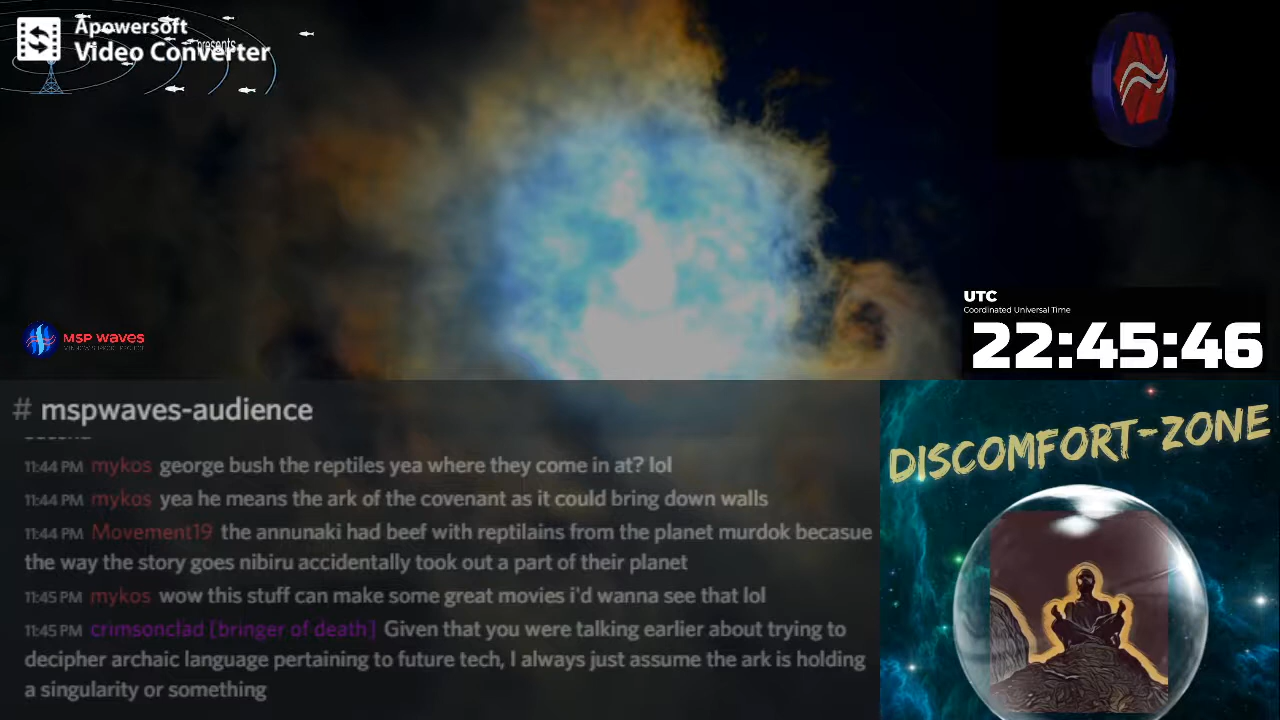 Apowersoft
presents
Video Converter
MSP WAVES
UTC
Coordinated Universal Time
22:45:46
# mspwaves-audience
11:44 PM mykos george bush the reptiles yea where they come in at? lol
11:44 PM mykos yea he means the ark of the covenant as it could bring down walls
11:44 PM Movement19 the annunaki had beef with reptilains from the planet murdok becasue
the way the story goes nibiru accidentally took out a part of their planet
11:45 PM mykos wow this stuff can make some great movies i'd wanna see that lol
11:45 PM crimsonclad [bringer of death] Given that you were talking earlier about trying to
decipher archaic language pertaining to future tech, I always just assume the ark is holding
a singularity or something
DISCOMFORT-ZONE